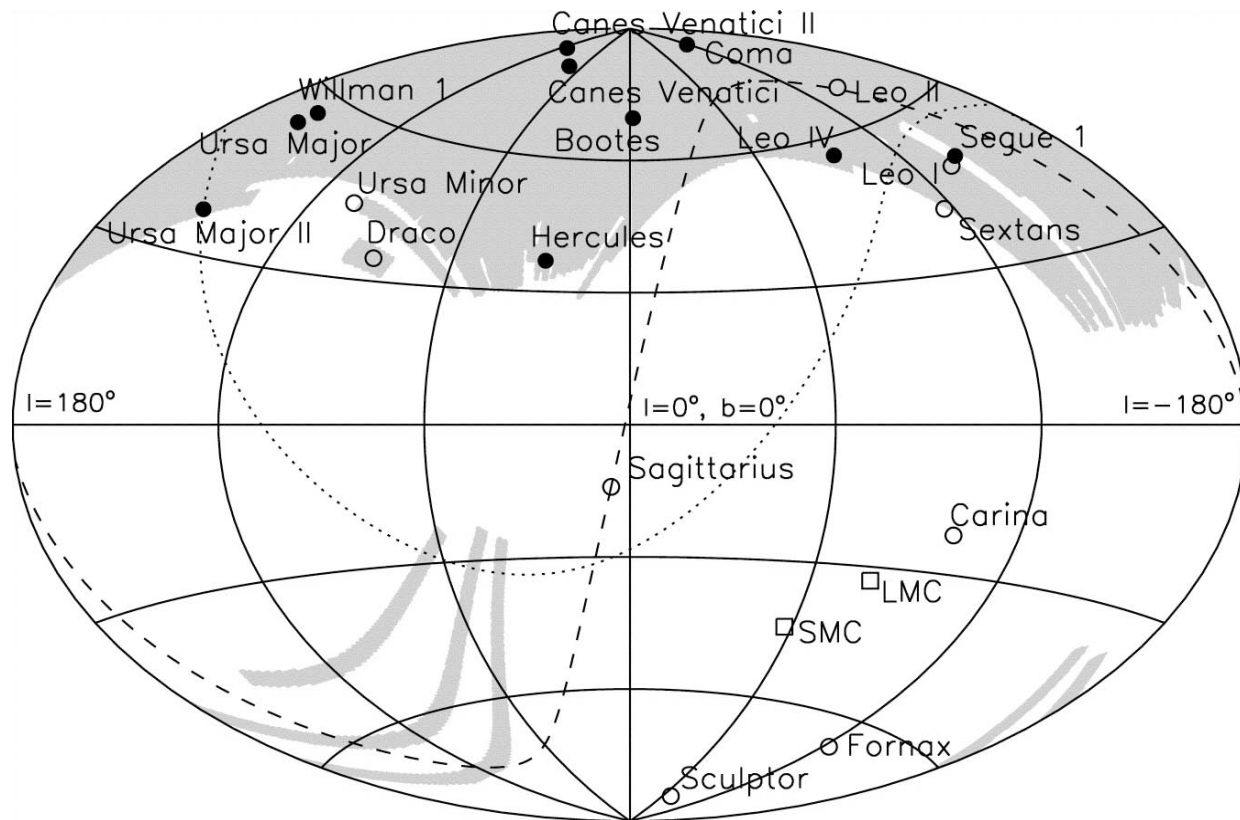 Canes Venatici II
Coma
Willman 1
Canes Venatici
Leo II
Ursa Major
Bootes
Leo IV
Segue 1
Leo I
Ursa Minor
Ursa Major II
Draco
Hercules
Sextans
l=180°
l=0°, b=0°
l=-180°
Sagittarius
Carina
LMC
SMC
Fornax
Sculptor